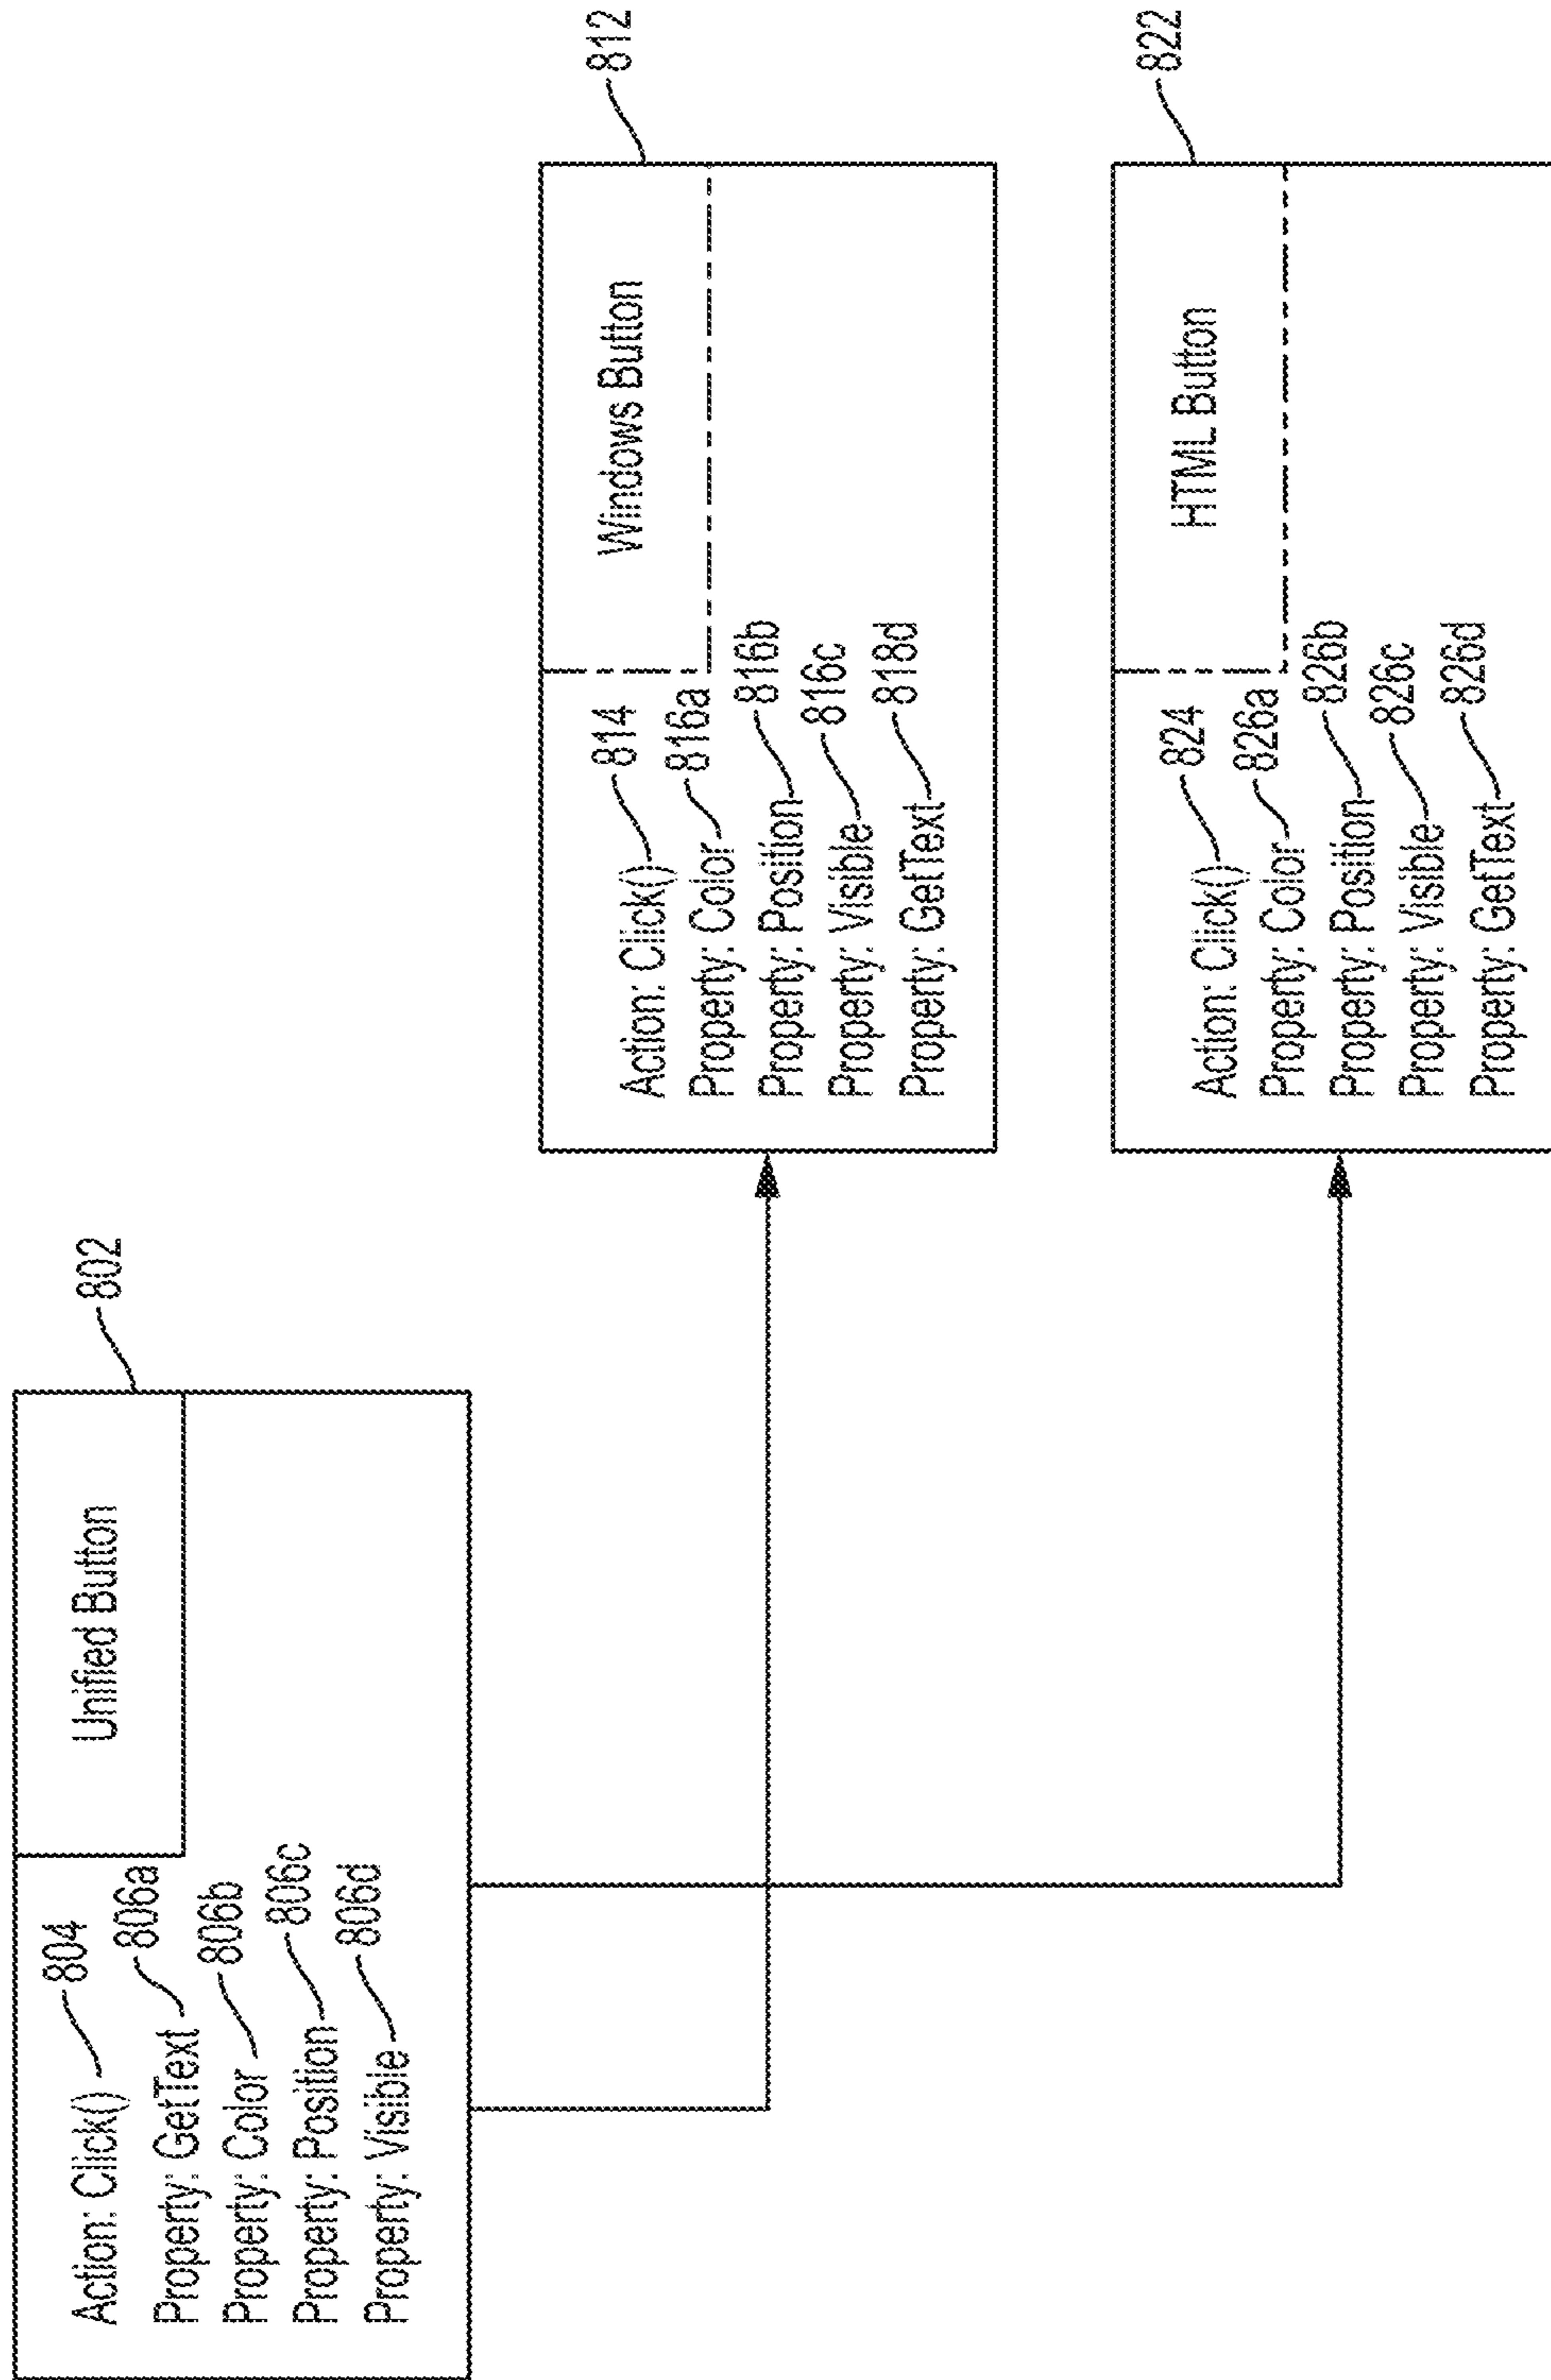 802
Unified Button
Action: Click() 804
Property: GetText 806a
Property: Color 806b
Property: Position 806c
Property: Visible 806d
812
Windows Button
Action: Click() 814
Property: Color 816a
Property: Position 816b
Property: Visible 816c
Property: GetText 818d
822
HTML Button
Action: Click() 824
Property: Color 826a
Property: Position 826b
Property: Visible 826c
Property: GetText 826d